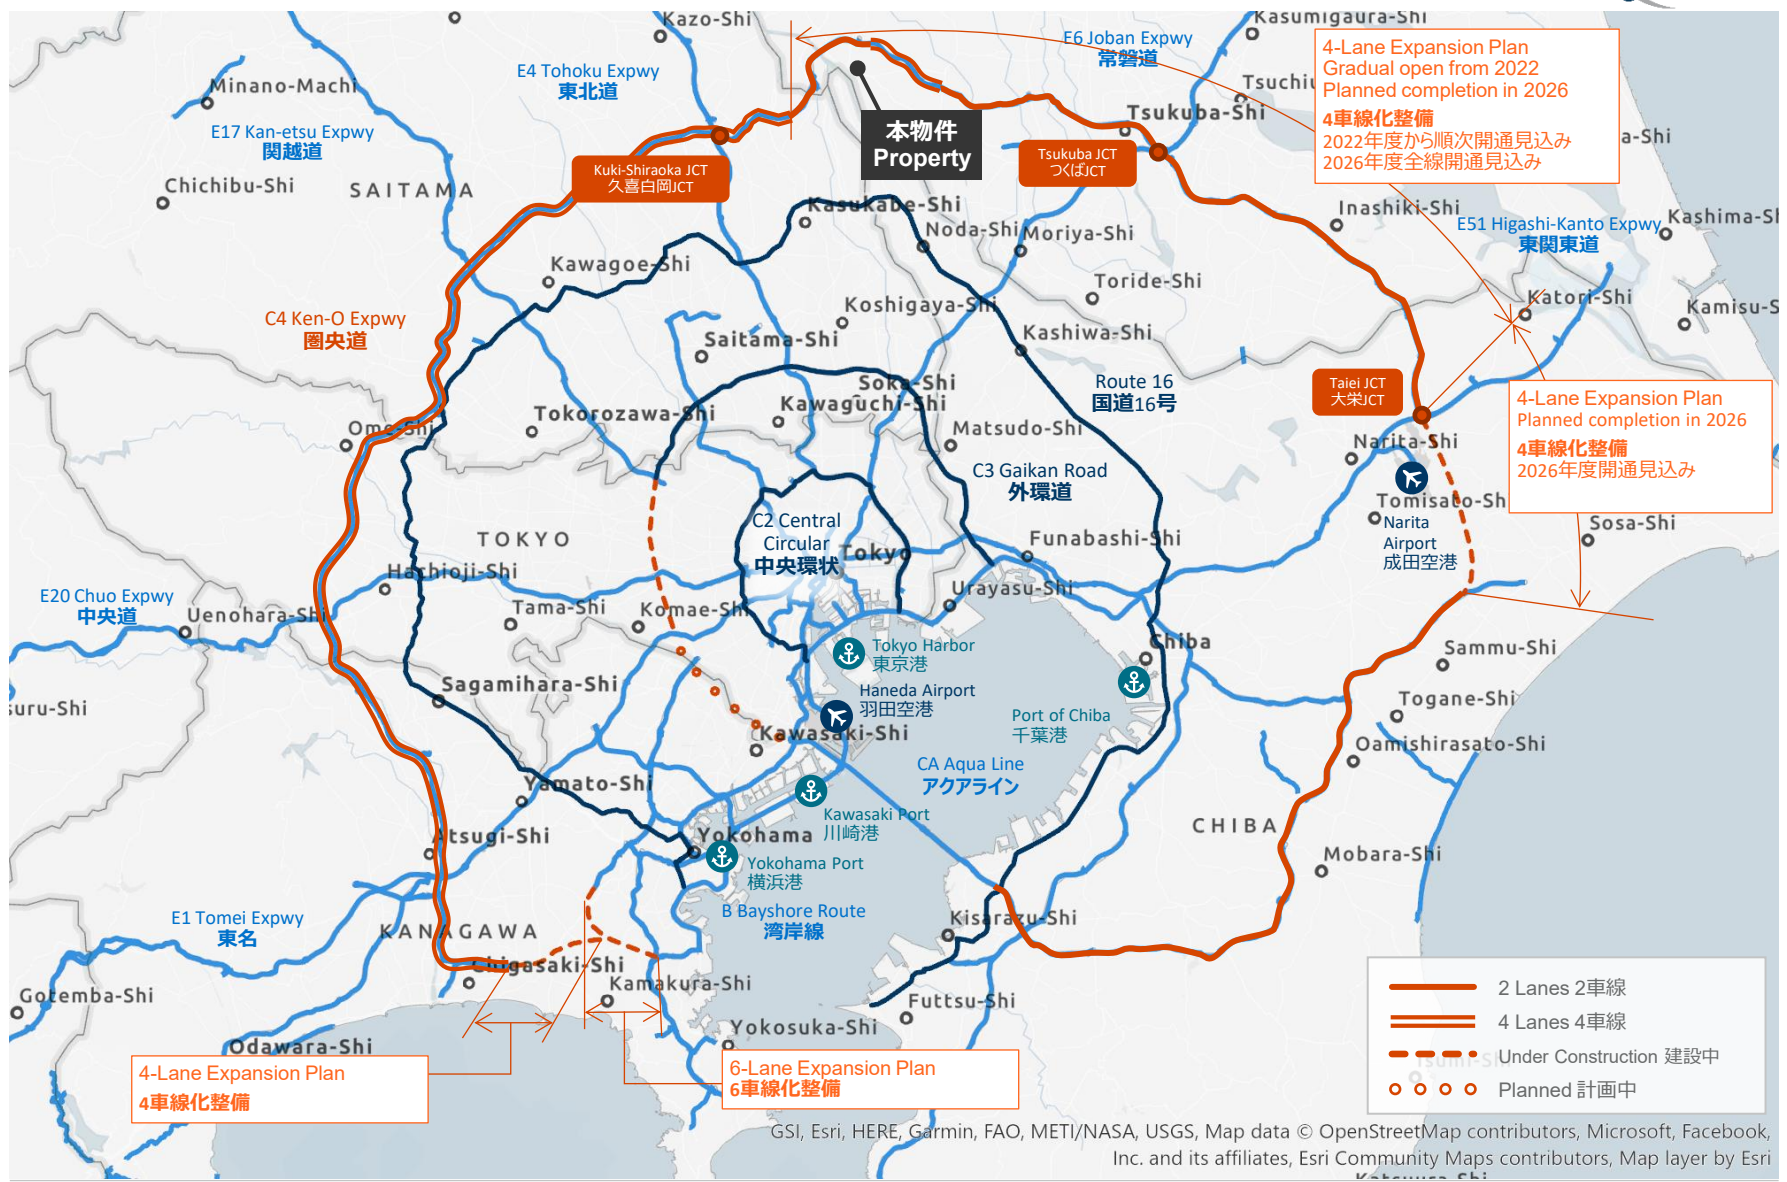 Kazo-Shi
Kasumigaura-Shi
E6 Joban Expwy
常磐道
4-Lane Expansion Plan
Gradual open from 2022
Planned completion in 2026
4車線化整備
2022年度から順次開通見込み
2026年度全線開通見込み
E4 Tohoku Expwy
東北道
Minano-Machi
Tsuchiu
Tsukuba-Shi
a-Shi
E17 Kan-etsu Expwy
関越道
本物件
Property
Kuki-Shiraoka JCT
久喜白岡JCT
Tsukuba JCT
つくばJCT
Chichibu-Shi
SAITAMA
Kasukabe-Shi
Noda-Shi
Moriya-Shi
Inashiki-Shi
E51 Higashi-Kanto Expwy
東関東道
Kashima-Sh
Kawagoe-Shi
Toride-Shi
Katori-Shi
Kamisu-S
C4 Ken-O Expwy
圏央道
Koshigaya-Shi
Saitama-Shi
Kashiwa-Shi
Route 16
国道16号
Taiei JCT
大栄JCT
4-Lane Expansion Plan
Planned completion in 2026
4車線化整備
2026年度開通見込み
Soka-Shi
Kawaguchi-Shi
Tokorozawa-Shi
Ome-Shi
Matsudo-Shi
Narita-Shi
C3 Gaikan Road
外環道
Tomisato-Sh
Narita
Airport
成田空港
Sosa-Shi
C2 Central
Circular
中央環状
TOKYO
Tokyo
Funabashi-Shi
Hachioji-Shi
Urayasu-Shi
E20 Chuo Expwy
中央道
Uenohara-Shi
Tama-Shi
Komae-Shi
Tokyo Harbor
東京港
Chiba
Sammu-Shi
Sagamihara-Shi
Haneda Airport
羽田空港
Port of Chiba
千葉港
Togane-Shi
suru-Shi
Kawasaki-Shi
Oamishirasato-Shi
CA Aqua Line
アクアライン
Yamato-Shi
Kawasaki Port
川崎港
CHIBA
Atsugi-Shi
Yokohama
Yokohama Port
横浜港
Mobara-Shi
E1 Tomei Expwy
東名
KANAGAWA
B Bayshore Route
湾岸線
Kisarazu-Shi
Chigasaki-Shi
Kamakura-Shi
Gotemba-Shi
Futtsu-Shi
Yokosuka-Shi
Odawara-Shi
4-Lane Expansion Plan
4車線化整備
6-Lane Expansion Plan
6車線化整備
2 Lanes 2車線
4 Lanes 4車線
Under Construction 建設中
Planned 計画中
GSI, Esri, HERE, Garmin, FAO, METI/NASA, USGS, Map data © OpenStreetMap contributors, Microsoft, Facebook,
Inc. and its affiliates, Esri Community Maps contributors, Map layer by Esri